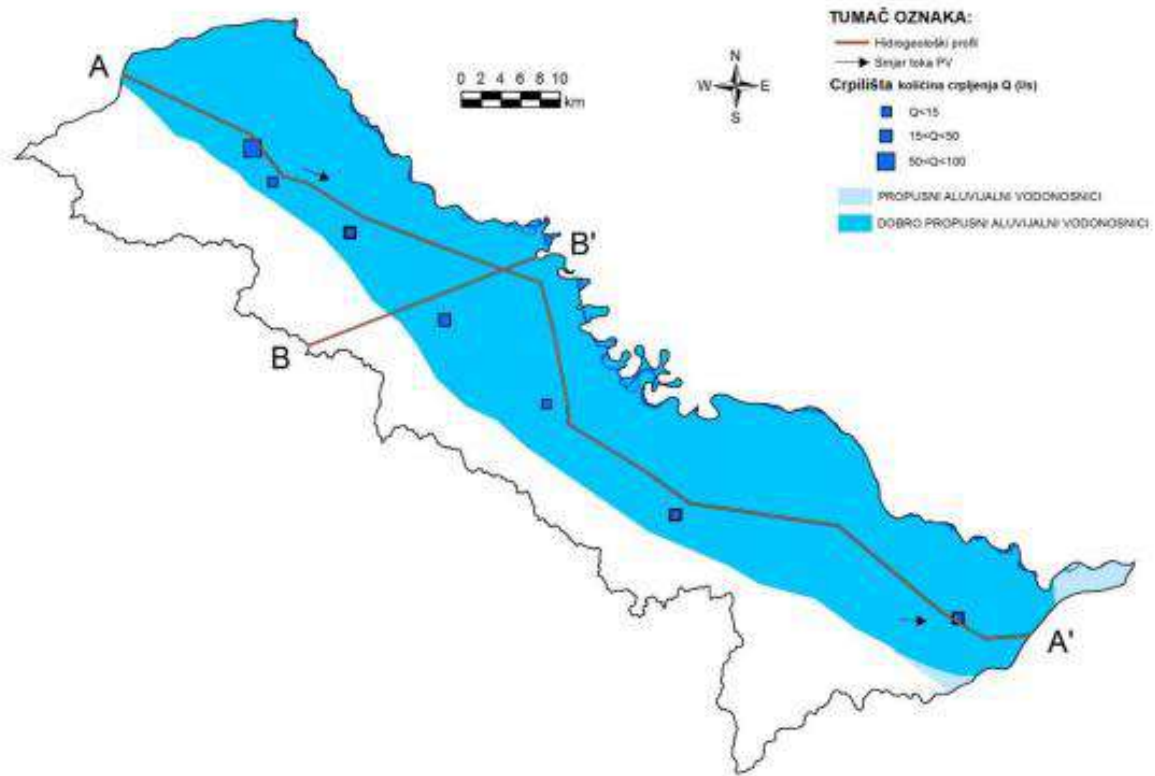 TUMAČ OZNAKA:
Hidrogeološki profil
Smjer toka PV
Crpilišta količina crpljenja Q (l/s)
Q<15
15<Q<50
50<Q<100
PROPUSNI ALUVIJALNI VODONOSNICI
DOBRO PROPUSNI ALUVIJALNI VODONOSNICI
0 2 4 6 8 10
km
N
W E
S
A
B'
B
A'